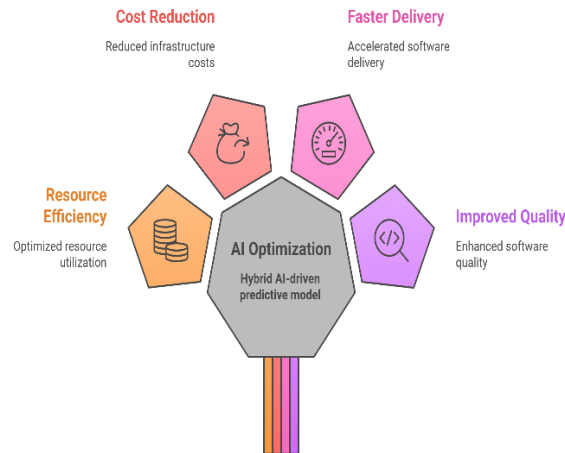 Cost Reduction
Reduced infrastructure
costs
Faster Delivery
Accelerated software
delivery
Resource
Efficiency
Optimized resource
utilization
AI Optimization
Hybrid AI-driven
predictive model
Improved Quality
Enhanced software
quality